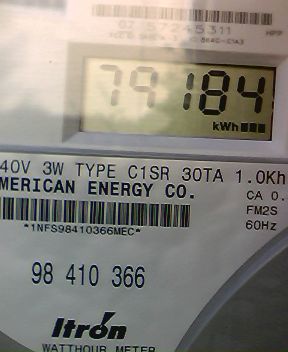 HPP
79184
kWh
40V 3W TYPE C1SR 30TA 1.0Kh
MERICAN ENERGY CO.
CA 0.
FM2S
*1NFS98410366MEC*
60Hz
98 410 366
Itron
WATTHOUR METER